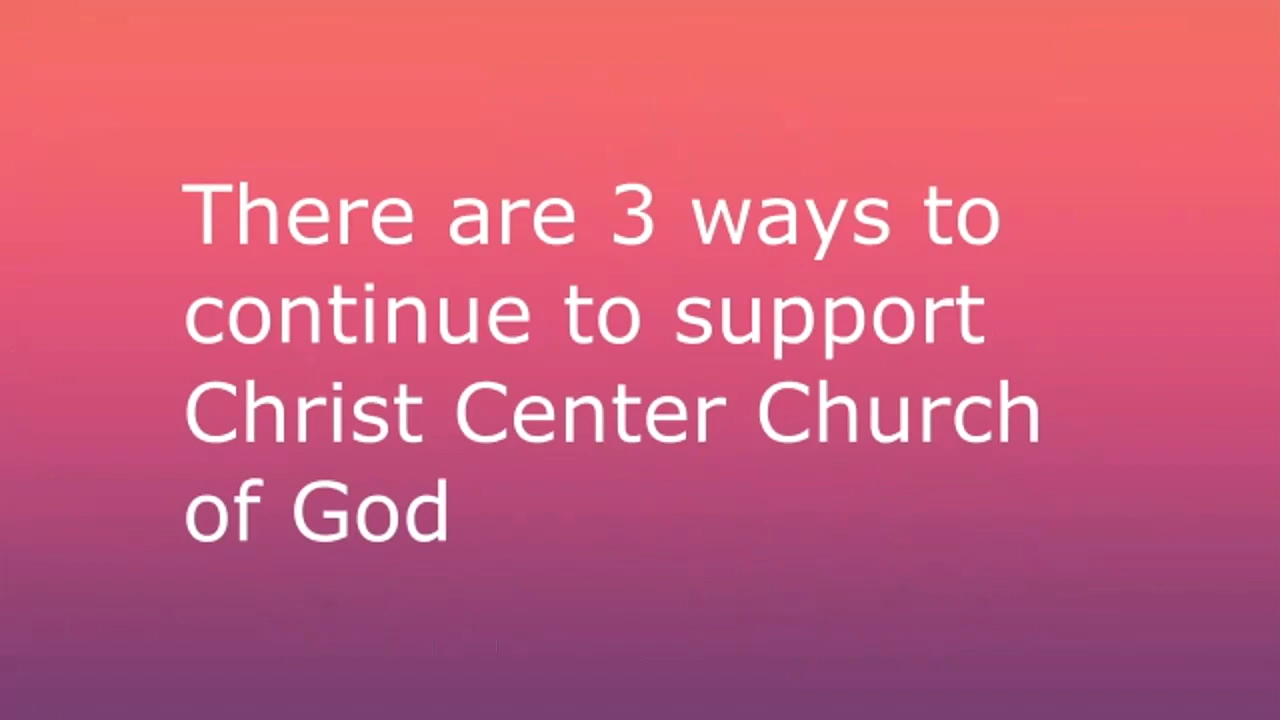 There are 3 ways to
continue to support
Christ Center Church
of God